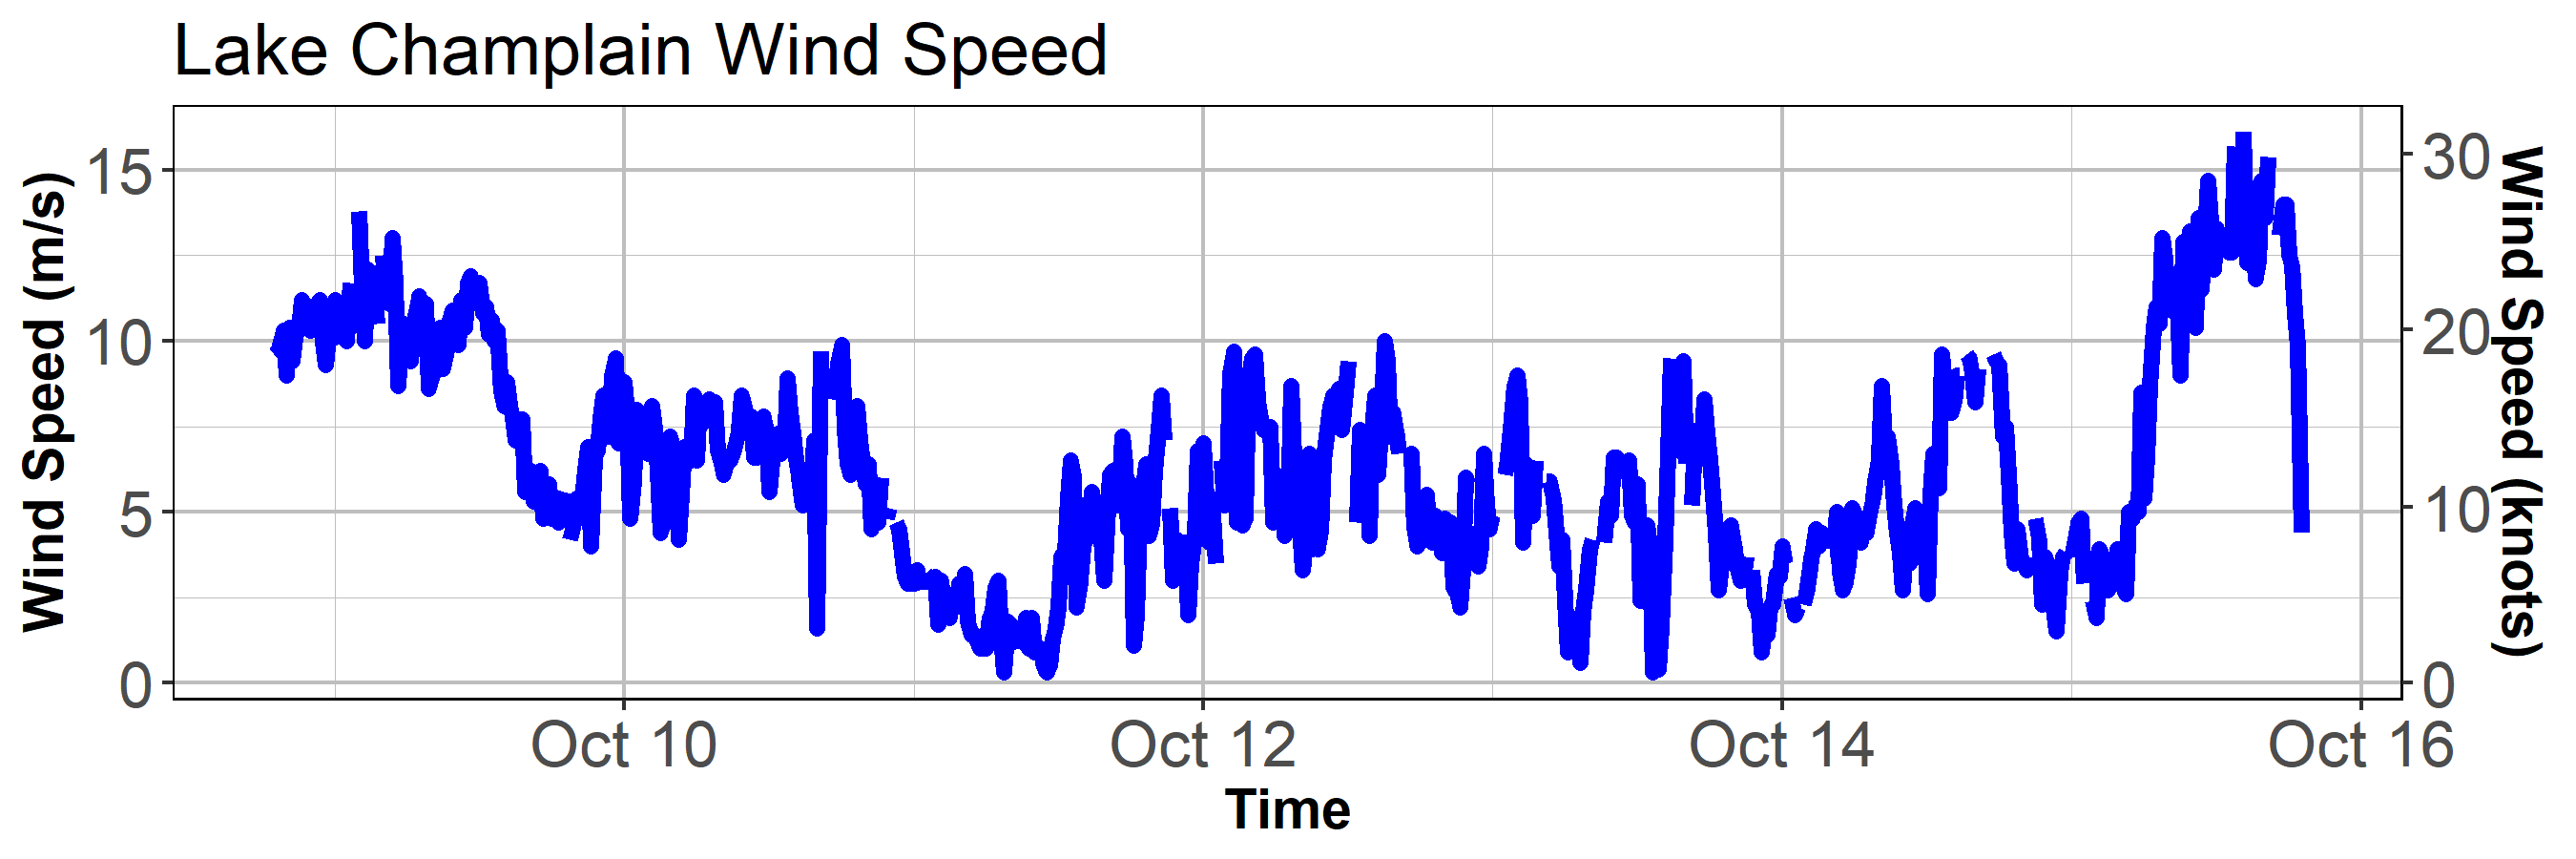 Lake Champlain Wind Speed
Wind Speed (m/s)
15
10
5
0
30
20
10
0
Wind Speed (knots)
Oct 10
Oct 12
Oct 14
Oct 16
Time